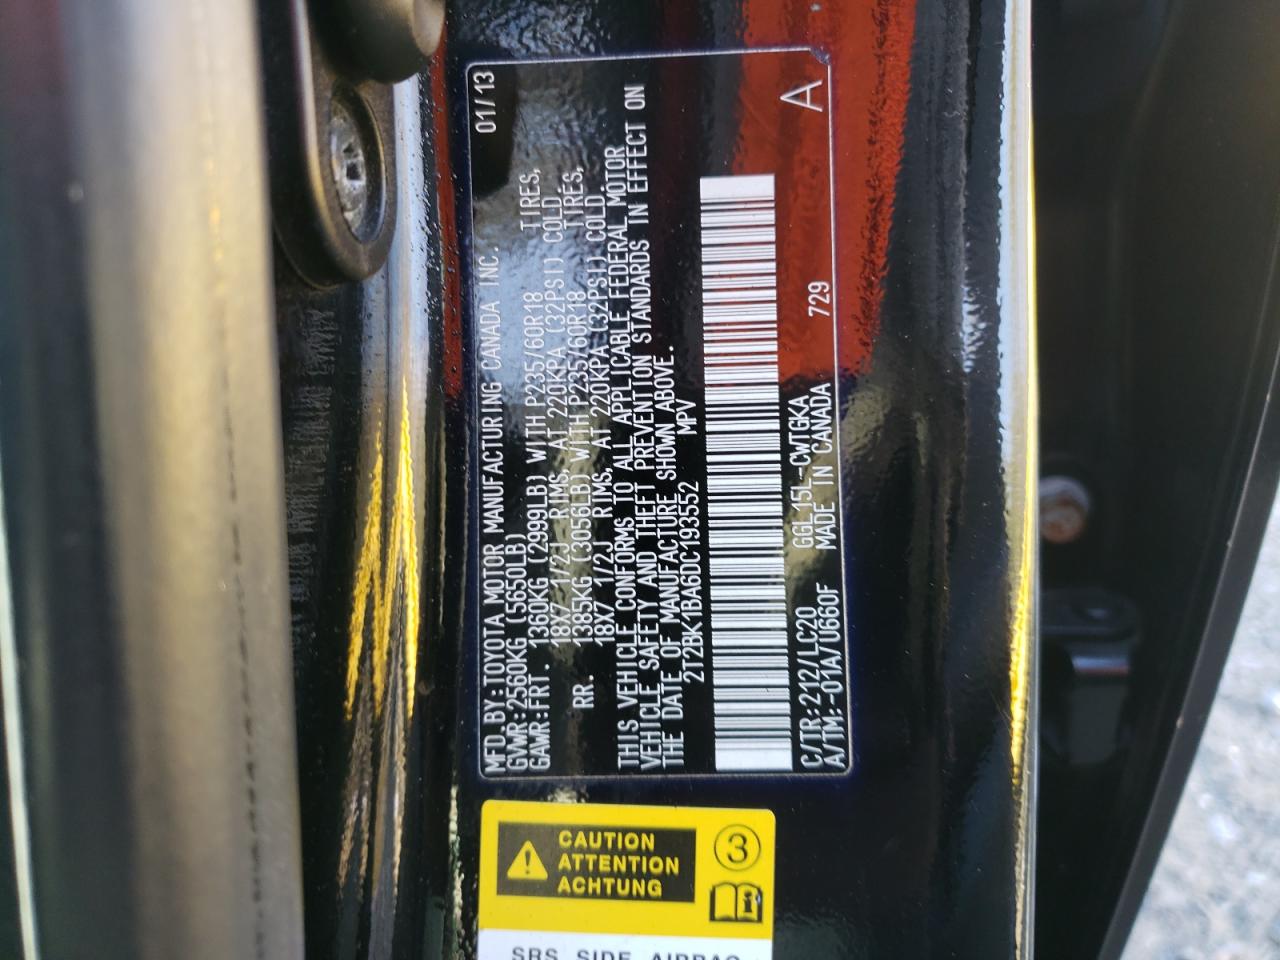 MFD.BY:TOYOTA MOTOR MANUFACTURING CANADA INC. 01/13
GVWR:2560KG (5650LB)
GAWR:FRT. 1360KG (2999LB) WITH P235/60R18 TIRES,
18X7 1/2J RIMS, AT 220KPA (32PSI) COLD
RR. 1385KG (3056LB) WITH P235/60R18 TIRES,
18X7 1/2J RIMS, AT 220KPA (32PSI) COLD.
THIS VEHICLE CONFORMS TO ALL APPLICABLE FEDERAL MOTOR
VEHICLE SAFETY AND THEFT PREVENTION STANDARDS IN EFFECT ON
THE DATE OF MANUFACTURE SHOWN ABOVE.
2T2BK1BA6DC193552 MPV
C/TR:212/LC20 GGL15L-CWTGKA 729 A
A/TM:-01A/U660F MADE IN CANADA
CAUTION
ATTENTION
ACHTUNG
3
SRS SIDE AIRBAG